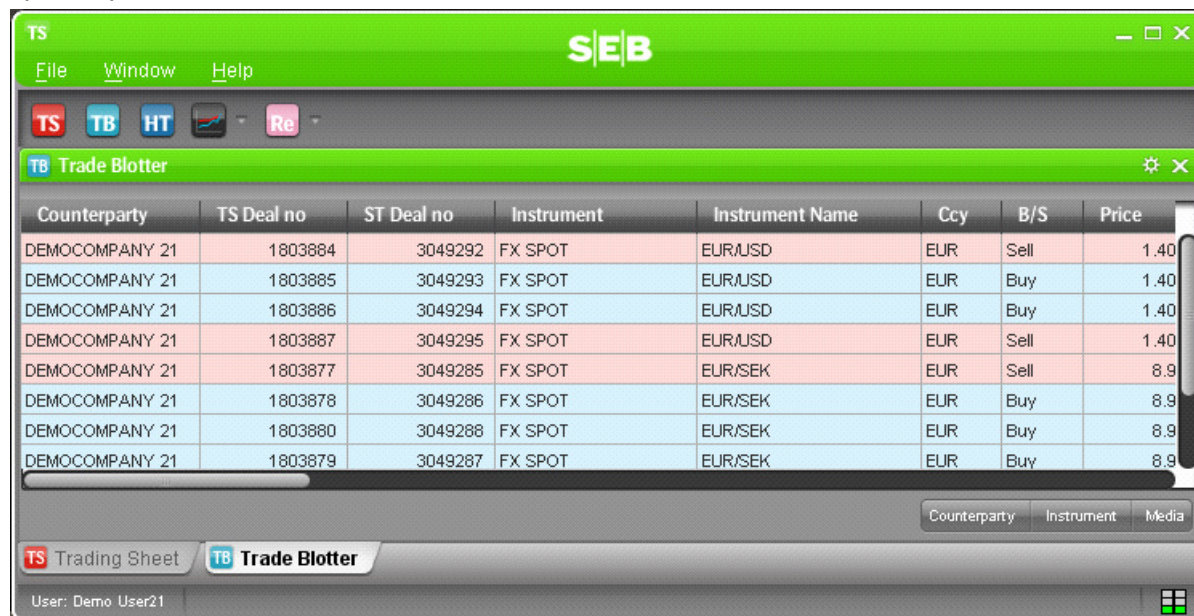 TS
S|E|B
File Window Help
TS TB HT Re
TB Trade Blotter
Counterparty TS Deal no ST Deal no Instrument Instrument Name Ccy B/S Price
DEMOCOMPANY 21 1803884 3049292 FX SPOT EUR/USD EUR Sell 1.40
DEMOCOMPANY 21 1803885 3049293 FX SPOT EUR/USD EUR Buy 1.40
DEMOCOMPANY 21 1803886 3049294 FX SPOT EUR/USD EUR Buy 1.40
DEMOCOMPANY 21 1803887 3049295 FX SPOT EUR/USD EUR Sell 1.40
DEMOCOMPANY 21 1803877 3049285 FX SPOT EUR/SEK EUR Sell 8.9
DEMOCOMPANY 21 1803878 3049286 FX SPOT EUR/SEK EUR Buy 8.9
DEMOCOMPANY 21 1803880 3049288 FX SPOT EUR/SEK EUR Buy 8.9
DEMOCOMPANY 21 1803879 3049287 FX SPOT EUR/SEK EUR Buy 8.9
Counterparty Instrument Media
TS Trading Sheet TB Trade Blotter
User: Demo User21